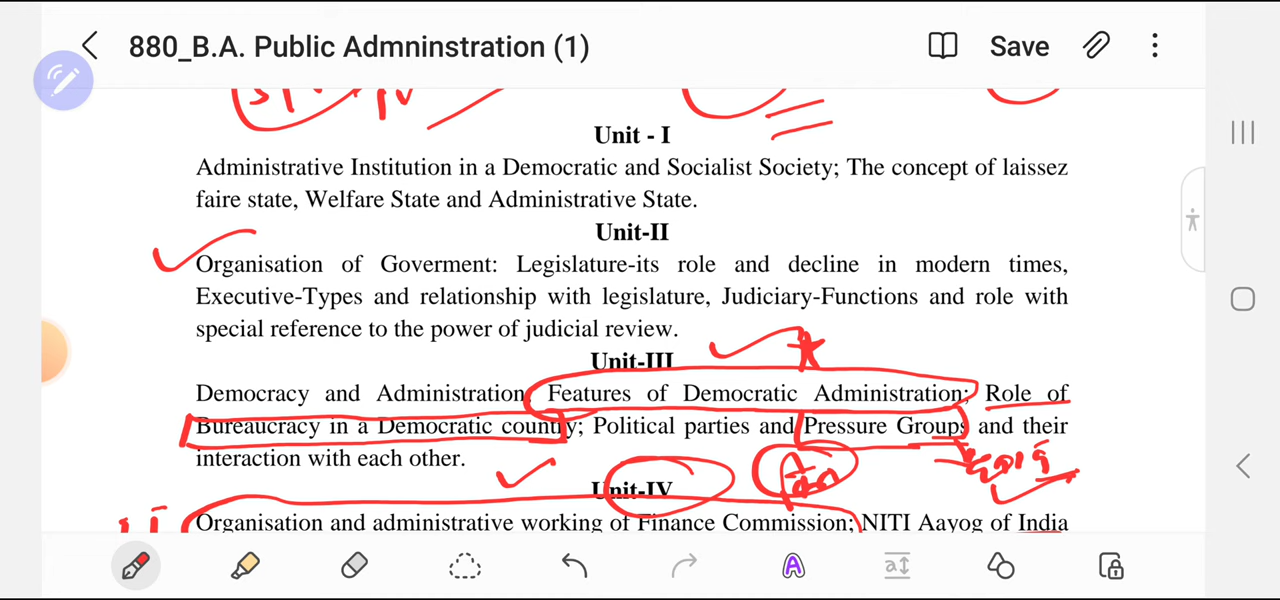 880_B.A. Public Admninstration (1)
Save
Unit - I
Administrative Institution in a Democratic and Socialist Society; The concept of laissez
faire state, Welfare State and Administrative State.
Unit-II
Organisation of Goverment: Legislature-its role and decline in modern times,
Executive-Types and relationship with legislature, Judiciary-Functions and role with
special reference to the power of judicial review.
Unit-III
Democracy and Administration, Features of Democratic Administration; Role of
Bureaucracy in a Democratic country; Political parties and Pressure Groups and their
interaction with each other.
Unit-IV
Organisation and administrative working of Finance Commission; NITI Aayog of India
A
a